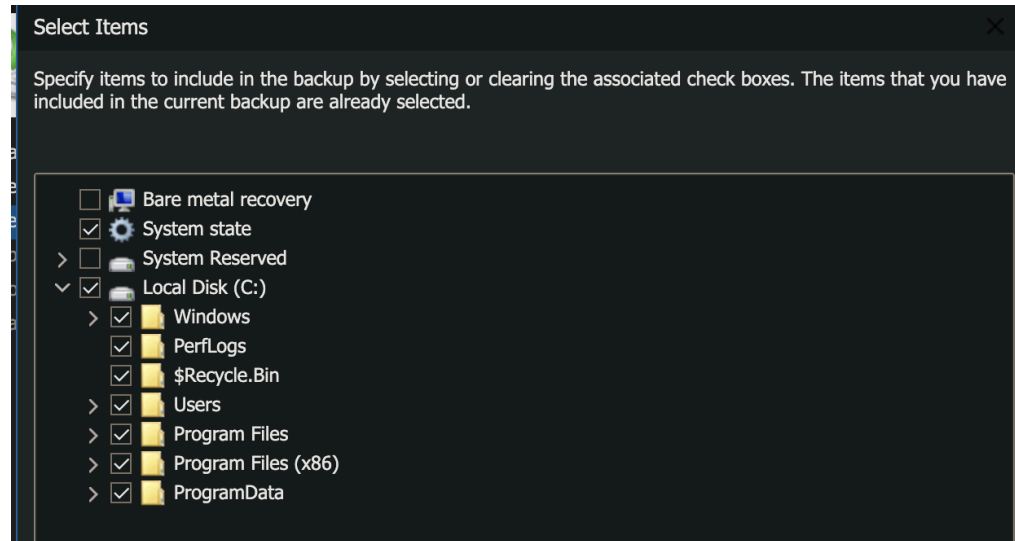 Select Items
Specify items to include in the backup by selecting or clearing the associated check boxes. The items that you have
included in the current backup are already selected.
Bare metal recovery
System state
System Reserved
Local Disk (C:)
Windows
PerfLogs
$Recycle.Bin
Users
Program Files
Program Files (x86)
ProgramData